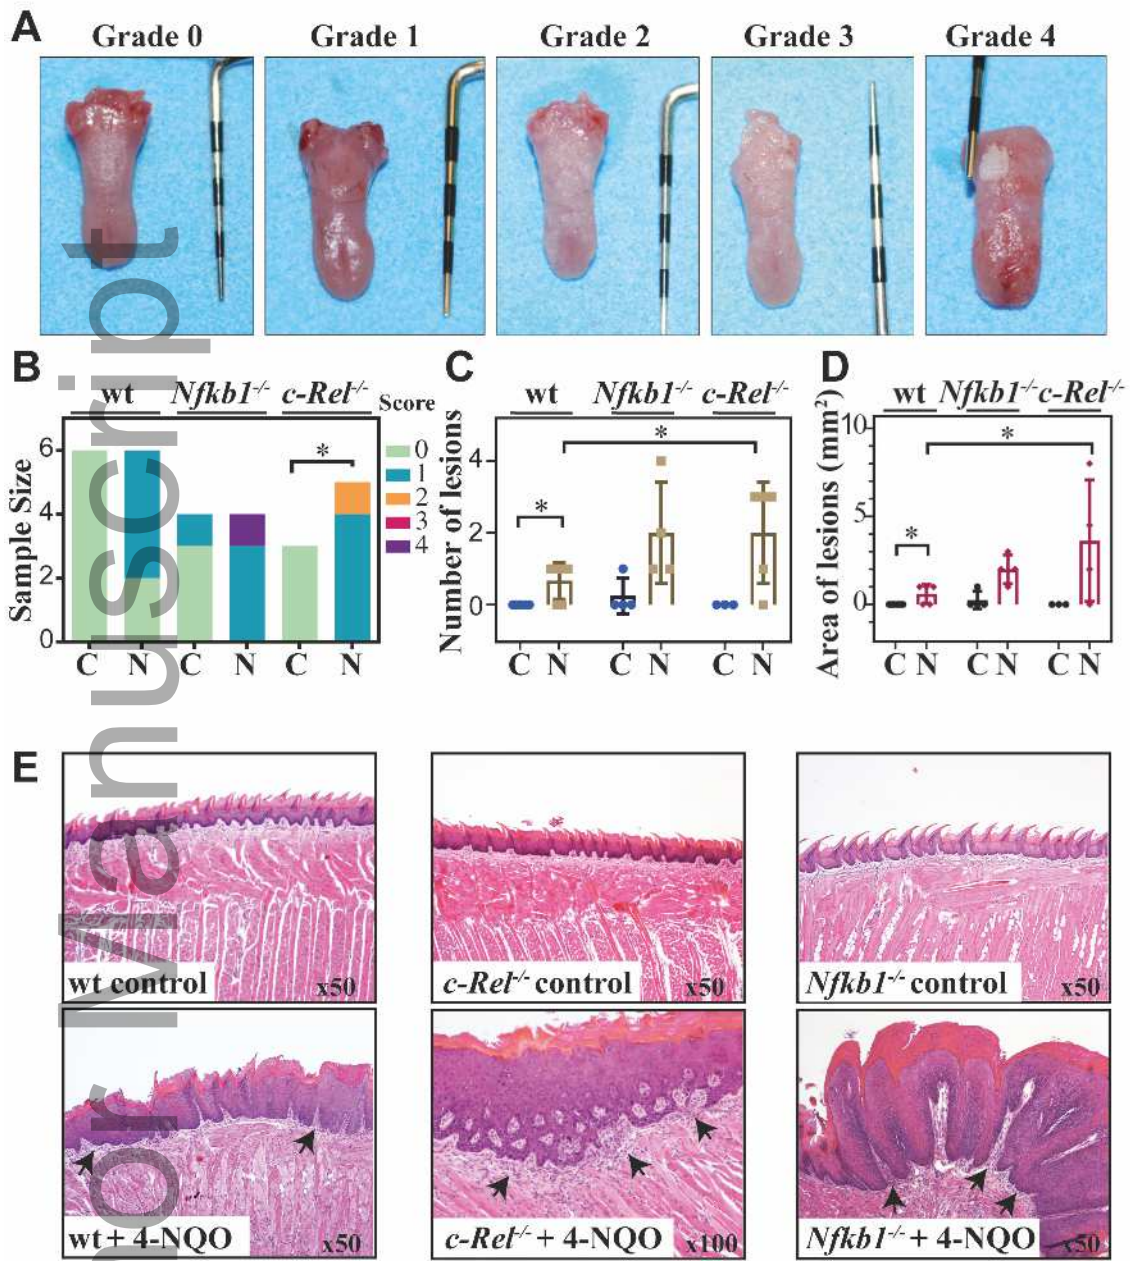 A
Grade 0 Grade 1 Grade 2 Grade 3 Grade 4
B
wt Nfkb1-/- c-Rel-/-
Score
0
1
2
3
4
*
Sample Size
6
4
2
0
C N C N C N
C
wt Nfkb1-/- c-Rel-/-
*
*
Number of lesions
4
2
0
C N C N C N
D
wt Nfkb1-/- c-Rel-/-
*
*
Area of lesions (mm2)
10
5
0
C N C N C N
E
wt control x50
c-Rel-/- control x50
Nfkb1-/- control x50
wt + 4-NQO x50
c-Rel-/- + 4-NQO x100
Nfkb1-/- + 4-NQO x50
or Manuscript